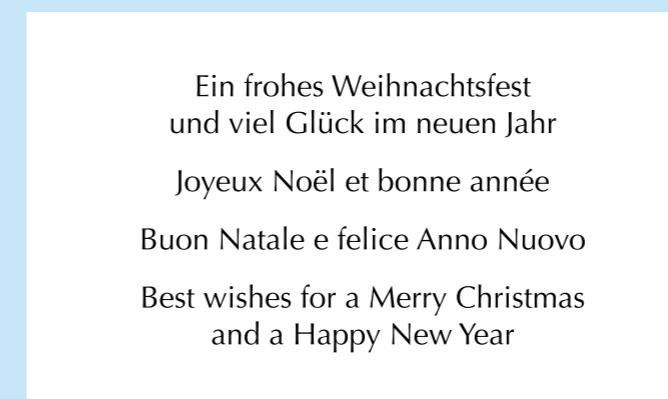 Ein frohes Weihnachtsfest
und viel Glück im neuen Jahr
Joyeux Noël et bonne année
Buon Natale e felice Anno Nuovo
Best wishes for a Merry Christmas
and a Happy New Year